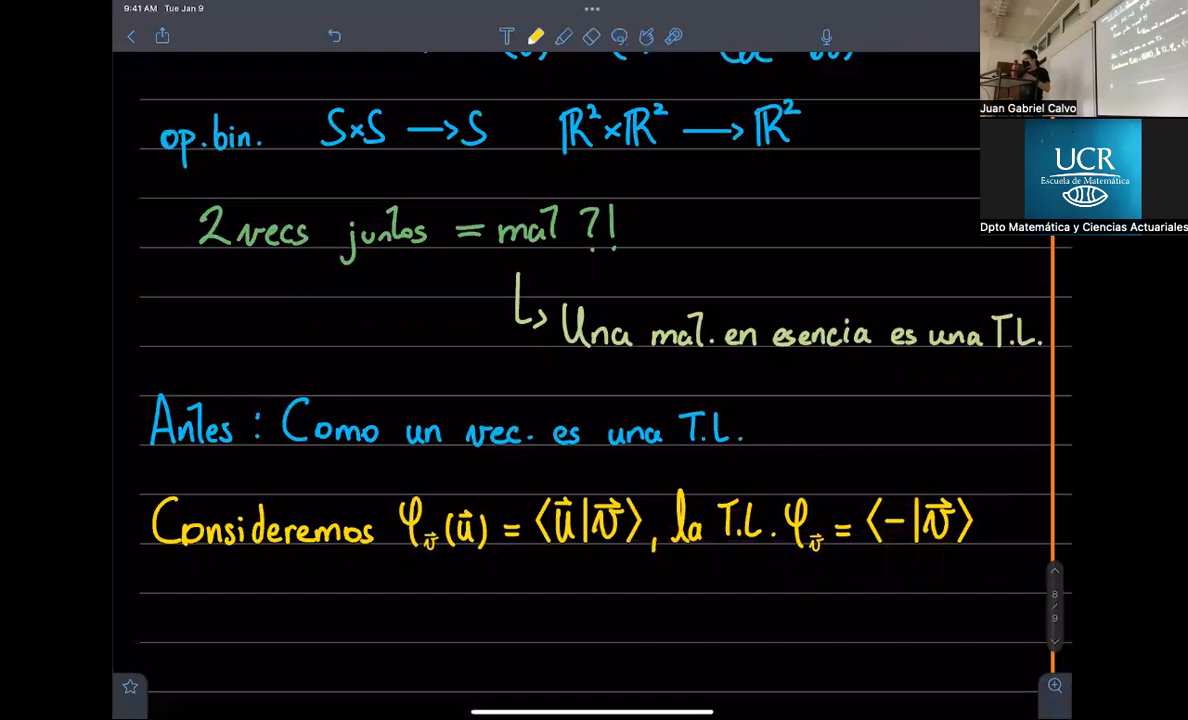 9:41 AM Tue Jan 9
op.bin. S×S → S ℝ²×ℝ² → ℝ²
2 vecs juntos = mat ?!
↳ Una mat. en esencia es una T.L.
Antes : Como un vec. es una T.L.
Consideremos φ_v⃗(u⃗) = ⟨u⃗|v⃗⟩, la T.L. φ_v⃗ = ⟨−|v⃗⟩
8
/
9
Juan Gabriel Calvo
UCR
Escuela de Matemática
Dpto Matemática y Ciencias Actuariales